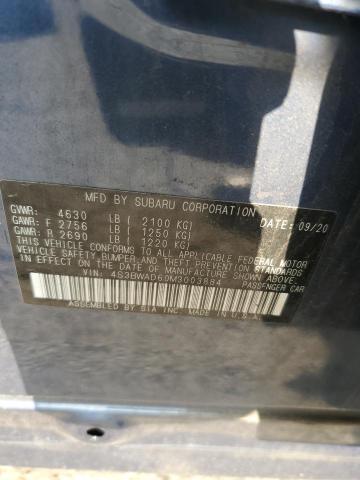 MFD BY SUBARU CORPORATION DATE: 09/20
GVWR: 4630 LB ( 2100 KG)
GAWR: F 2756 LB ( 1250 KG)
GAWR: R 2690 LB ( 1220 KG)
THIS VEHICLE CONFORMS TO ALL APPLICABLE FEDERAL MOTOR
VEHICLE SAFETY, BUMPER, AND THEFT PREVENTION STANDARDS
IN EFFECT ON THE DATE OF MANUFACTURE SHOWN ABOVE.
VIN: 4S3BWAD60M3003884 PASSENGER CAR
ASSEMBLED BY SIA INC. MADE IN U.S.A.